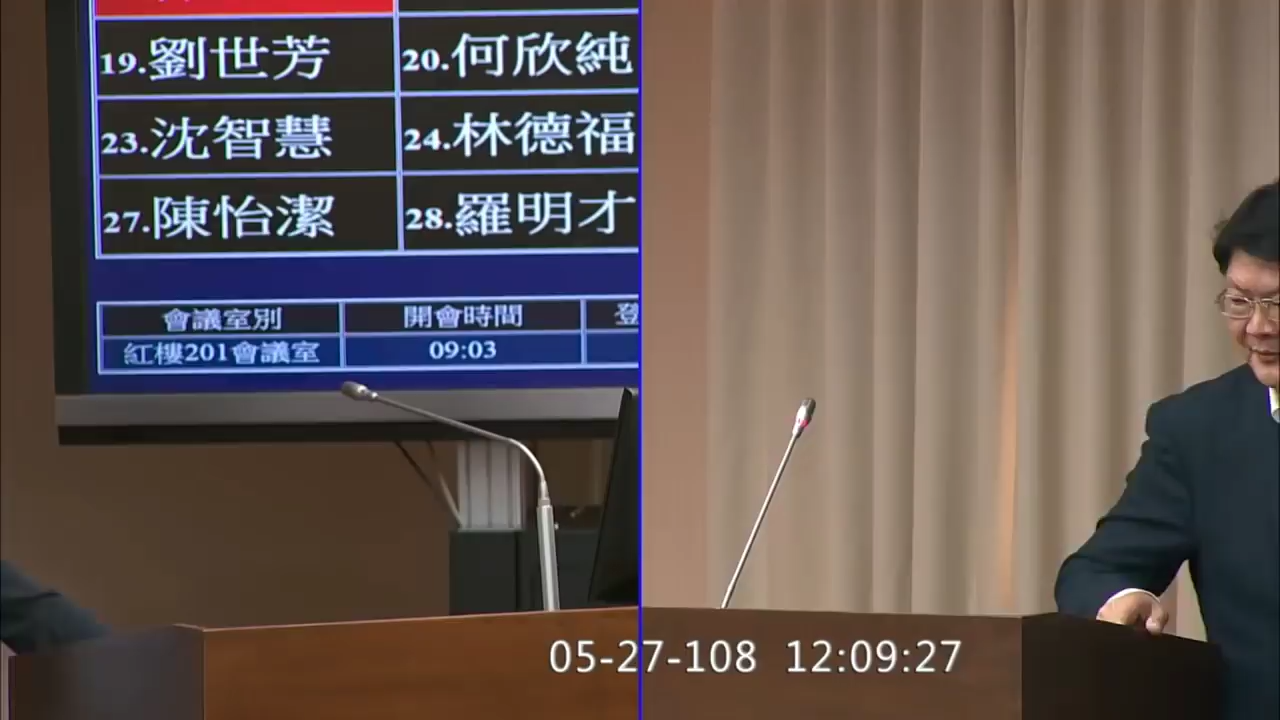 19.劉世芳 20.何欣純
23.沈智慧 24.林德福
27.陳怡潔 28.羅明才
會議室別 開會時間 登
紅樓201會議室 09:03
05-27-108 12:09:27